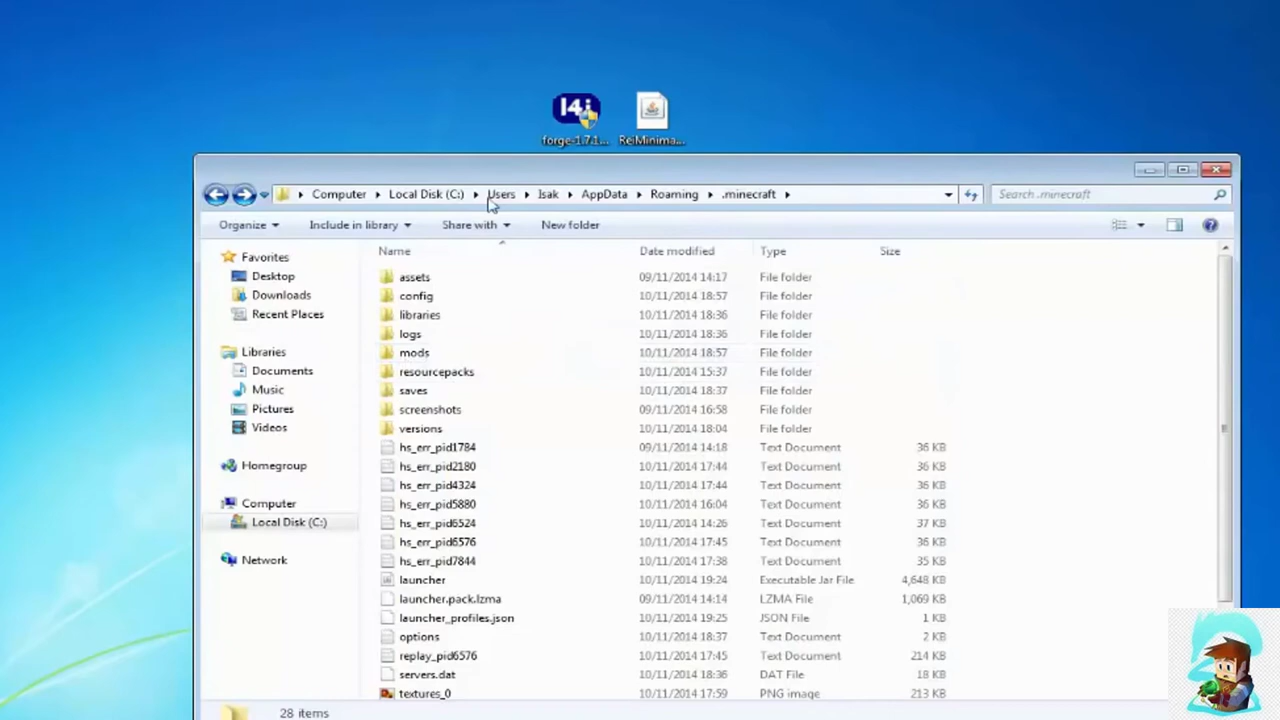 14i
forge-1.7.1... ReiMinima...
Computer Local Disk (C:) Users Isak AppData Roaming .minecraft Search .minecraft
Organize Include in library Share with New folder
Name Date modified Type Size
Favorites
Desktop
Downloads
Recent Places
Libraries
Documents
Music
Pictures
Videos
Homegroup
Computer
Local Disk (C:)
Network
assets 09/11/2014 14:17 File folder
config 10/11/2014 18:57 File folder
libraries 10/11/2014 18:36 File folder
logs 10/11/2014 18:36 File folder
mods 10/11/2014 18:57 File folder
resourcepacks 10/11/2014 15:37 File folder
saves 10/11/2014 18:37 File folder
screenshots 09/11/2014 16:58 File folder
versions 10/11/2014 18:04 File folder
hs_err_pid1784 09/11/2014 14:18 Text Document 36 KB
hs_err_pid2180 10/11/2014 17:44 Text Document 36 KB
hs_err_pid4324 10/11/2014 17:44 Text Document 36 KB
hs_err_pid5880 10/11/2014 16:04 Text Document 36 KB
hs_err_pid6524 10/11/2014 14:26 Text Document 37 KB
hs_err_pid6576 10/11/2014 17:45 Text Document 36 KB
hs_err_pid7844 10/11/2014 17:38 Text Document 35 KB
launcher 10/11/2014 19:24 Executable Jar File 4,648 KB
launcher.pack.lzma 09/11/2014 14:14 LZMA File 1,069 KB
launcher_profiles.json 10/11/2014 19:25 JSON File 1 KB
options 10/11/2014 18:37 Text Document 2 KB
replay_pid6576 10/11/2014 17:45 Text Document 214 KB
servers.dat 10/11/2014 18:36 DAT File 18 KB
textures_0 10/11/2014 17:59 PNG image 213 KB
28 items